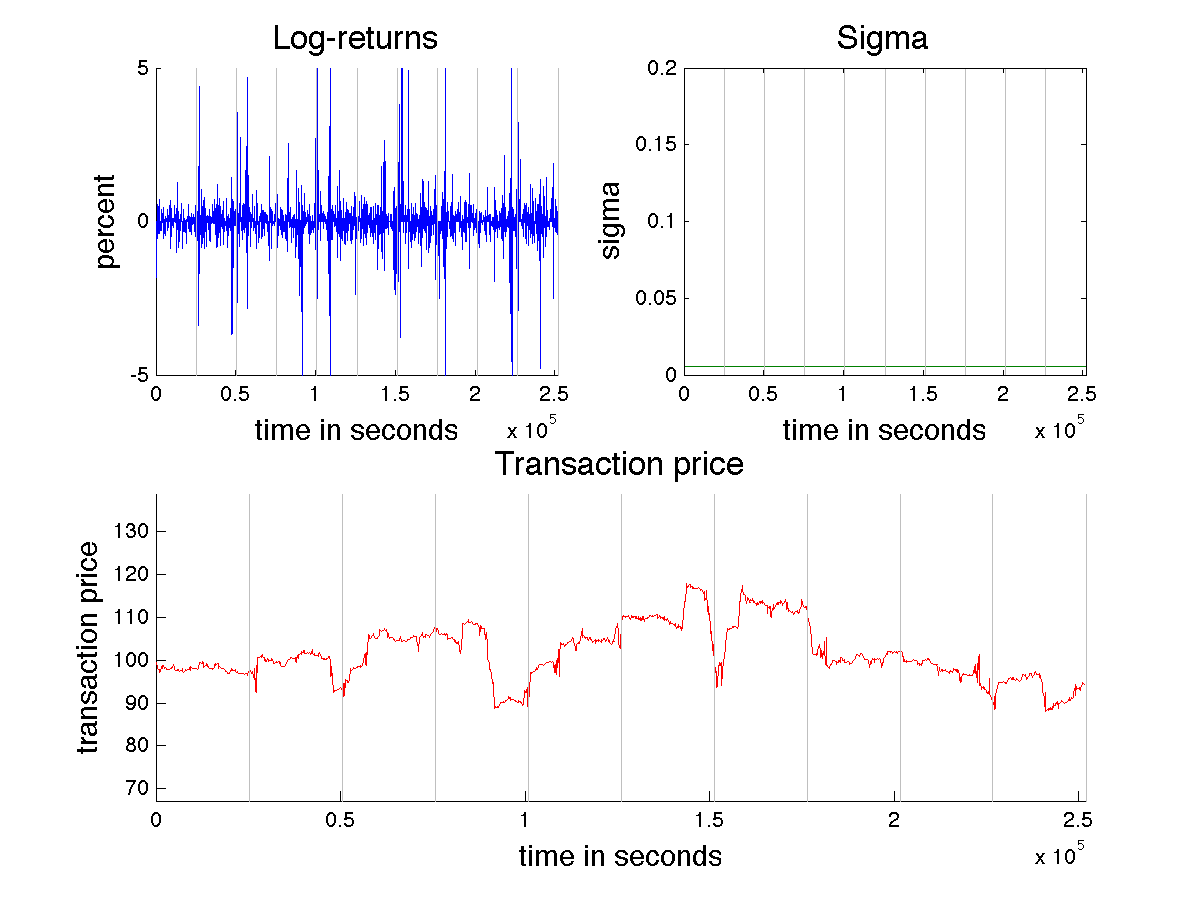 Log-returns
5
0
-5
percent
0 0.5 1 1.5 2 2.5
x 10^5
time in seconds
Sigma
0.2
0.15
0.1
0.05
0
sigma
0 0.5 1 1.5 2 2.5
x 10^5
time in seconds
Transaction price
130
120
110
100
90
80
70
transaction price
0 0.5 1 1.5 2 2.5
x 10^5
time in seconds